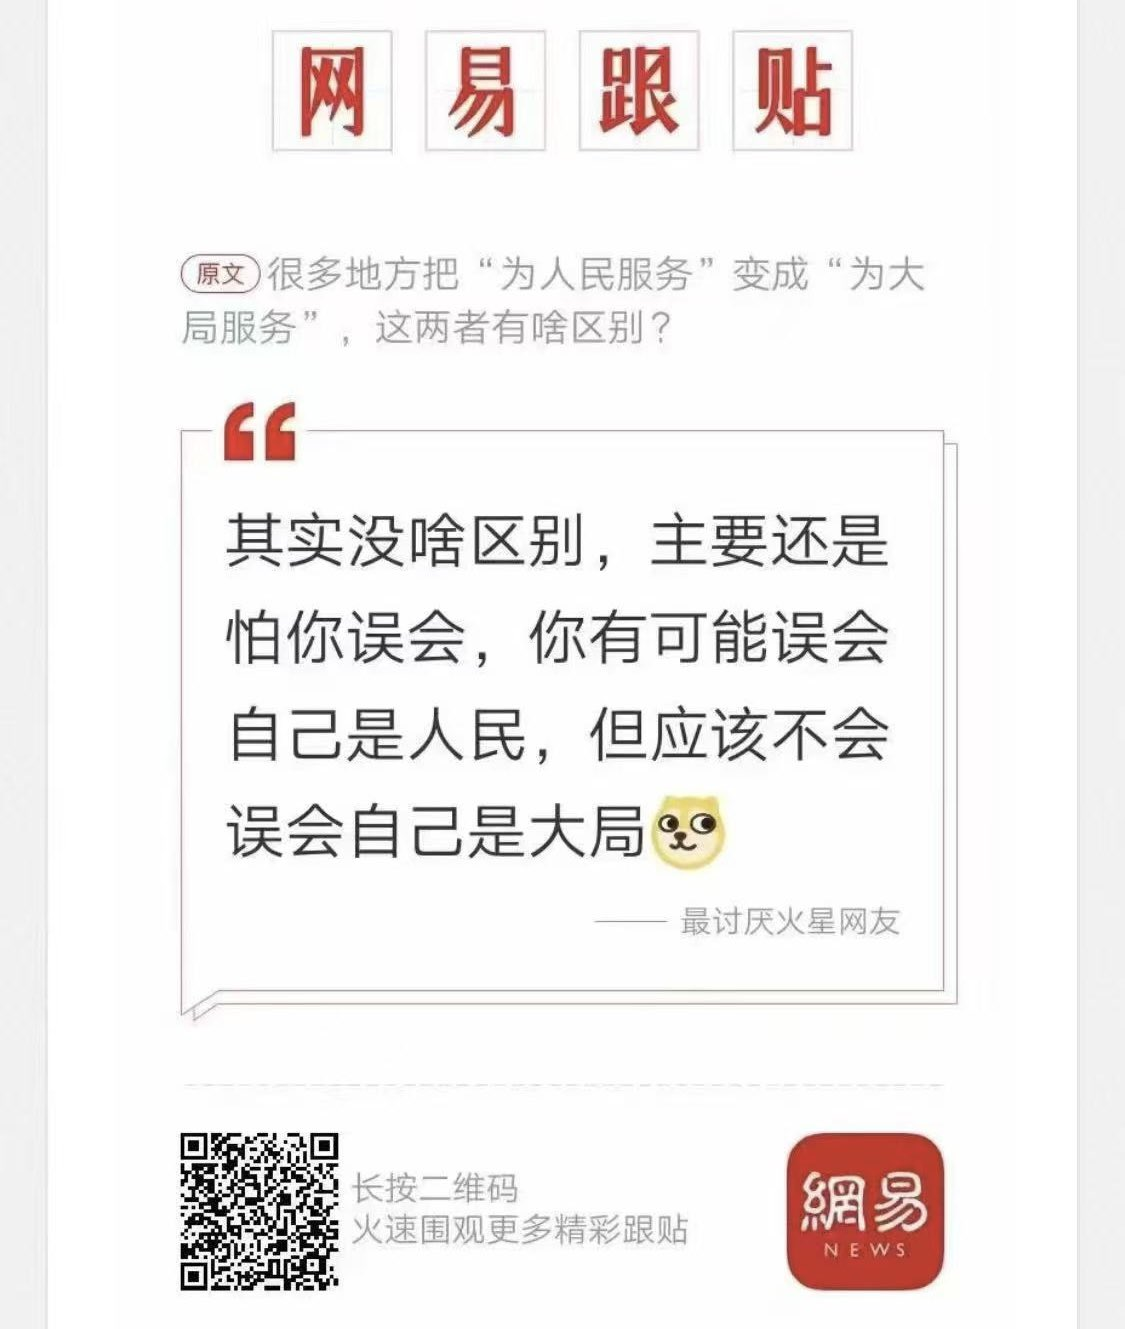 网易跟贴
原文 很多地方把“为人民服务”变成“为大
局服务”，这两者有啥区别？
其实没啥区别，主要还是
怕你误会，你有可能误会
自己是人民，但应该不会
误会自己是大局
—— 最讨厌火星网友
长按二维码
火速围观更多精彩跟贴
網易
NEWS